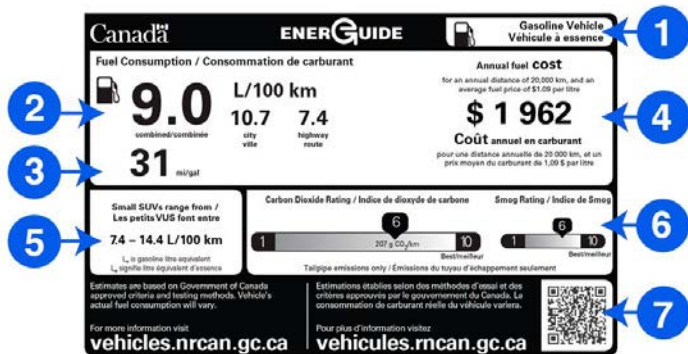 Canada
ENERGUIDE
Gasoline Vehicle
Véhicule à essence
1
Fuel Consumption / Consommation de carburant
2
9.0
combined/combinée
L/100 km
10.7 7.4
city highway
ville route
3
31 mi/gal
Annual fuel cost
for an annual distance of 20,000 km, and an
average fuel price of $1.09 per litre
$ 1 962
Coût annuel en carburant
pour une distance annuelle de 20 000 km, et un
prix moyen du carburant de 1,09 $ par litre
4
5
Small SUVs range from /
Les petits VUS font entre
7.4 – 14.4 L/100 km
Le is gasoline litre equivalent
Le signifie litre équivalent d'essence
Carbon Dioxide Rating / Indice de dioxyde de carbone
6
1 207 g CO2/km 10
Best/meilleur
Smog Rating / Indice de Smog
6
1 10
Best/meilleur
Tailpipe emissions only / Émissions du tuyau d'échappement seulement
6
Estimates are based on Government of Canada
approved criteria and testing methods. Vehicle's
actual fuel consumption will vary.
For more information visit
vehicles.nrcan.gc.ca
Estimations établies selon des méthodes d'essai et des
critères approuvés par le gouvernement du Canada. La
consommation de carburant réelle du véhicule variera.
Pour plus d'information visitez
vehicules.rncan.gc.ca
7